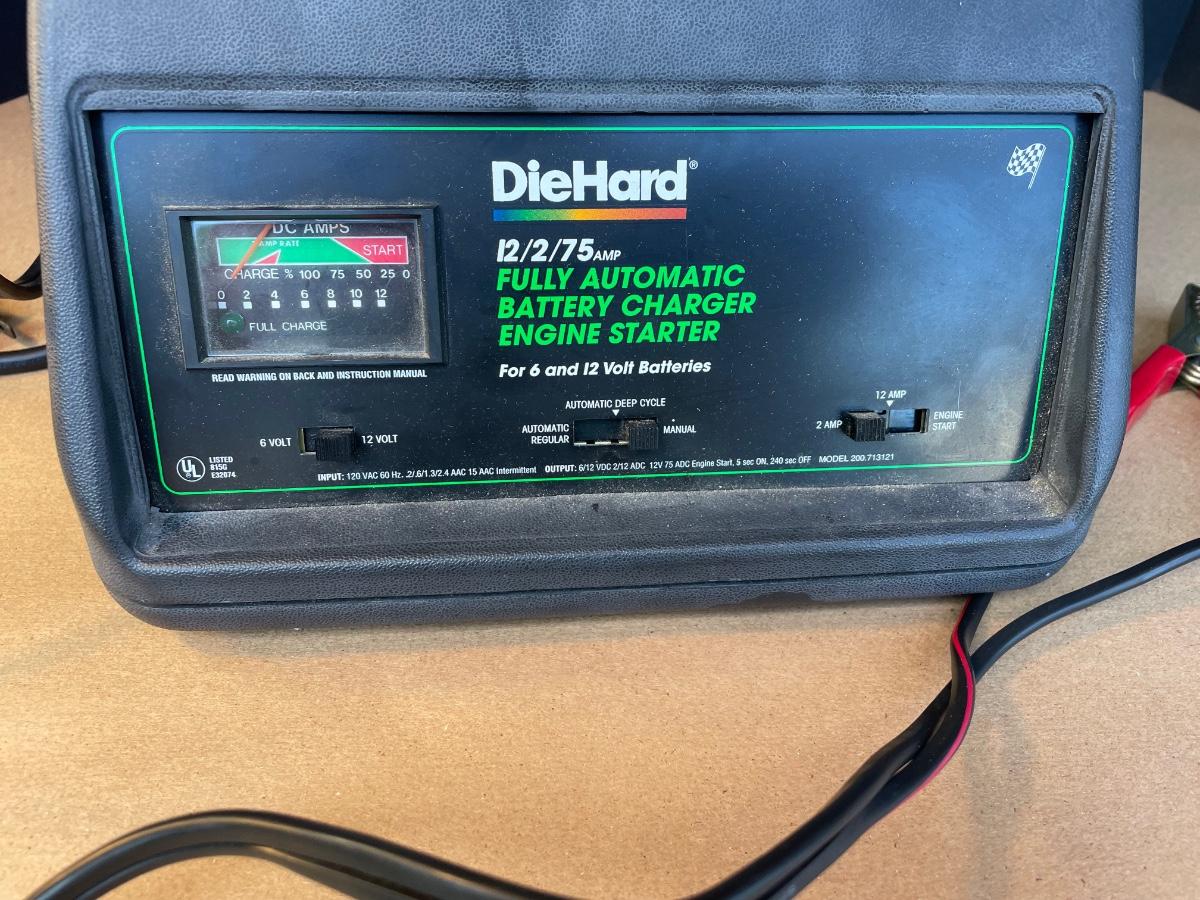 DieHard®
12/2/75 AMP
FULLY AUTOMATIC
BATTERY CHARGER
ENGINE STARTER
For 6 and 12 Volt Batteries
DC AMPS
AMP RATE
START
CHARGE % 100 75 50 25 0
0 2 4 6 8 10 12
FULL CHARGE
READ WARNING ON BACK AND INSTRUCTION MANUAL
6 VOLT 12 VOLT
AUTOMATIC DEEP CYCLE
AUTOMATIC
REGULAR
MANUAL
12 AMP
2 AMP
ENGINE
START
UL
LISTED
815G
E32074
INPUT: 120 VAC 60 Hz. .2/.6/1.3/2.4 AAC 15 AAC Intermittent OUTPUT: 6/12 VDC 2/12 ADC 12V 75 ADC Engine Start, 5 sec ON, 240 sec OFF MODEL 200.713121